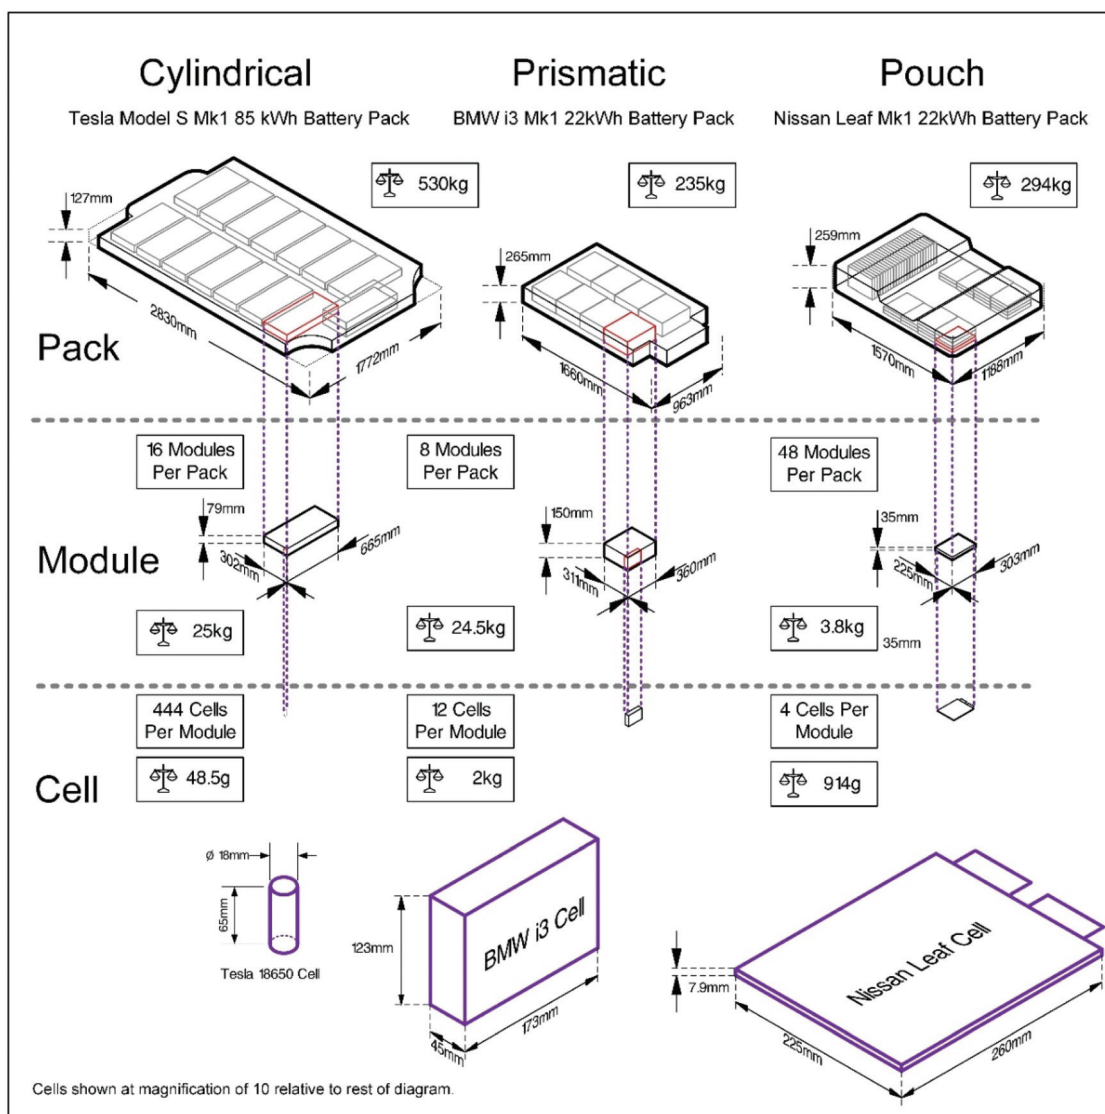 Cylindrical
Prismatic
Pouch
Tesla Model S Mk1 85 kWh Battery Pack
BMW i3 Mk1 22kWh Battery Pack
Nissan Leaf Mk1 22kWh Battery Pack
530kg
235kg
294kg
127mm
2830mm
1772mm
265mm
1660mm
963mm
259mm
1570mm
1188mm
Pack
16 Modules
Per Pack
8 Modules
Per Pack
48 Modules
Per Pack
79mm
302mm
665mm
150mm
311mm
360mm
35mm
225mm
303mm
Module
25kg
24.5kg
3.8kg
35mm
444 Cells
Per Module
12 Cells
Per Module
4 Cells Per
Module
48.5g
2kg
914g
Cell
Ø 18mm
65mm
Tesla 18650 Cell
123mm
BMW i3 Cell
45mm
173mm
7.9mm
Nissan Leaf Cell
225mm
260mm
Cells shown at magnification of 10 relative to rest of diagram.